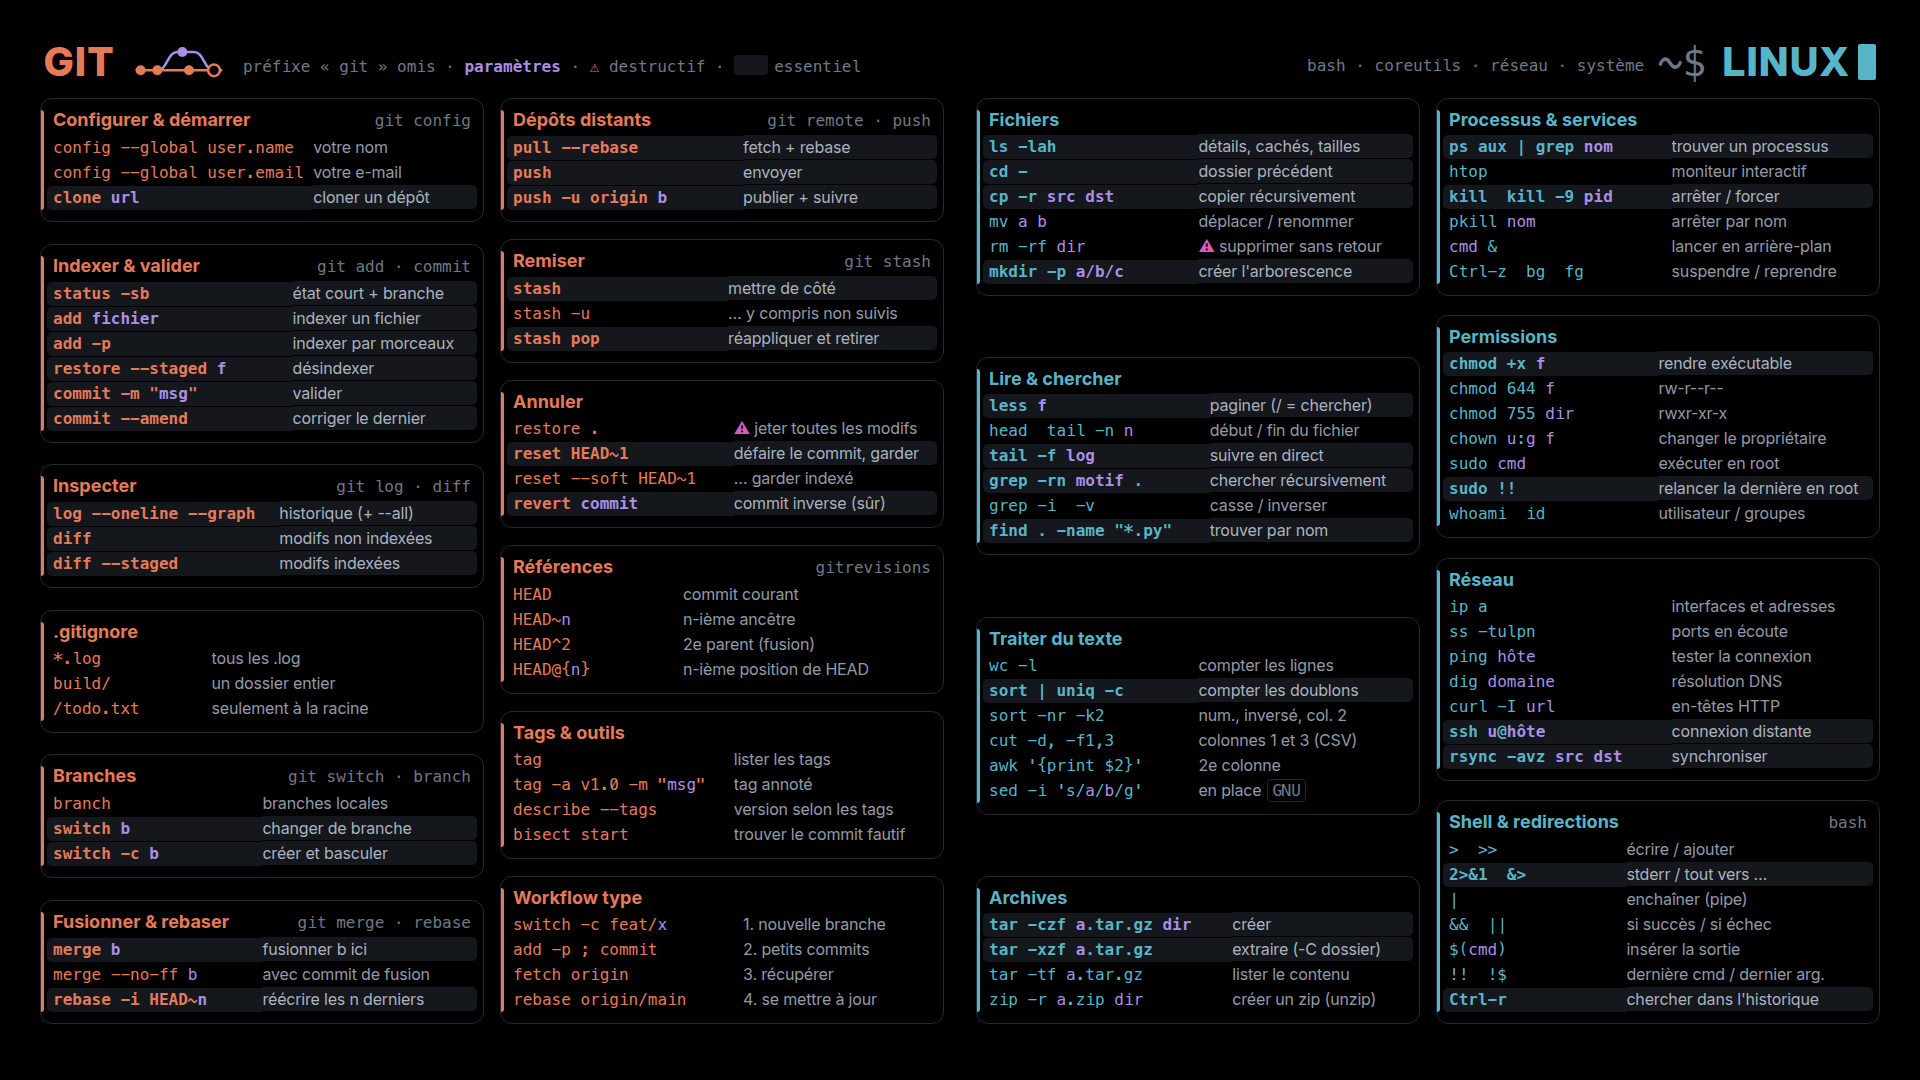 GIT
préfixe « git » omis · paramètres · ⚠ destructif · essentiel
bash · coreutils · réseau · système
~$ LINUX
Configurer & démarrer git config
config --global user.name votre nom
config --global user.email votre e-mail
clone url cloner un dépôt
Indexer & valider git add · commit
status -sb état court + branche
add fichier indexer un fichier
add -p indexer par morceaux
restore --staged f désindexer
commit -m "msg" valider
commit --amend corriger le dernier
Inspecter git log · diff
log --oneline --graph historique (+ --all)
diff modifs non indexées
diff --staged modifs indexées
.gitignore
*.log tous les .log
build/ un dossier entier
/todo.txt seulement à la racine
Branches git switch · branch
branch branches locales
switch b changer de branche
switch -c b créer et basculer
Fusionner & rebaser git merge · rebase
merge b fusionner b ici
merge --no-ff b avec commit de fusion
rebase -i HEAD~n réécrire les n derniers
Dépôts distants git remote · push
pull --rebase fetch + rebase
push envoyer
push -u origin b publier + suivre
Remiser git stash
stash mettre de côté
stash -u … y compris non suivis
stash pop réappliquer et retirer
Annuler
restore . ⚠ jeter toutes les modifs
reset HEAD~1 défaire le commit, garder
reset --soft HEAD~1 … garder indexé
revert commit commit inverse (sûr)
Références gitrevisions
HEAD commit courant
HEAD~n n-ième ancêtre
HEAD^2 2e parent (fusion)
HEAD@{n} n-ième position de HEAD
Tags & outils
tag lister les tags
tag -a v1.0 -m "msg" tag annoté
describe --tags version selon les tags
bisect start trouver le commit fautif
Workflow type
switch -c feat/x 1. nouvelle branche
add -p ; commit 2. petits commits
fetch origin 3. récupérer
rebase origin/main 4. se mettre à jour
Fichiers
ls -lah détails, cachés, tailles
cd - dossier précédent
cp -r src dst copier récursivement
mv a b déplacer / renommer
rm -rf dir ⚠ supprimer sans retour
mkdir -p a/b/c créer l'arborescence
Lire & chercher
less f paginer (/ = chercher)
head tail -n n début / fin du fichier
tail -f log suivre en direct
grep -rn motif . chercher récursivement
grep -i -v casse / inverser
find . -name "*.py" trouver par nom
Traiter du texte
wc -l compter les lignes
sort | uniq -c compter les doublons
sort -nr -k2 num., inversé, col. 2
cut -d, -f1,3 colonnes 1 et 3 (CSV)
awk '{print $2}' 2e colonne
sed -i 's/a/b/g' en place GNU
Archives
tar -czf a.tar.gz dir créer
tar -xzf a.tar.gz extraire (-C dossier)
tar -tf a.tar.gz lister le contenu
zip -r a.zip dir créer un zip (unzip)
Processus & services
ps aux | grep nom trouver un processus
htop moniteur interactif
kill kill -9 pid arrêter / forcer
pkill nom arrêter par nom
cmd & lancer en arrière-plan
Ctrl-z bg fg suspendre / reprendre
Permissions
chmod +x f rendre exécutable
chmod 644 f rw-r--r--
chmod 755 dir rwxr-xr-x
chown u:g f changer le propriétaire
sudo cmd exécuter en root
sudo !! relancer la dernière en root
whoami id utilisateur / groupes
Réseau
ip a interfaces et adresses
ss -tulpn ports en écoute
ping hôte tester la connexion
dig domaine résolution DNS
curl -I url en-têtes HTTP
ssh u@hôte connexion distante
rsync -avz src dst synchroniser
Shell & redirections bash
> >> écrire / ajouter
2>&1 &> stderr / tout vers …
| enchaîner (pipe)
&& || si succès / si échec
$(cmd) insérer la sortie
!! !$ dernière cmd / dernier arg.
Ctrl-r chercher dans l'historique